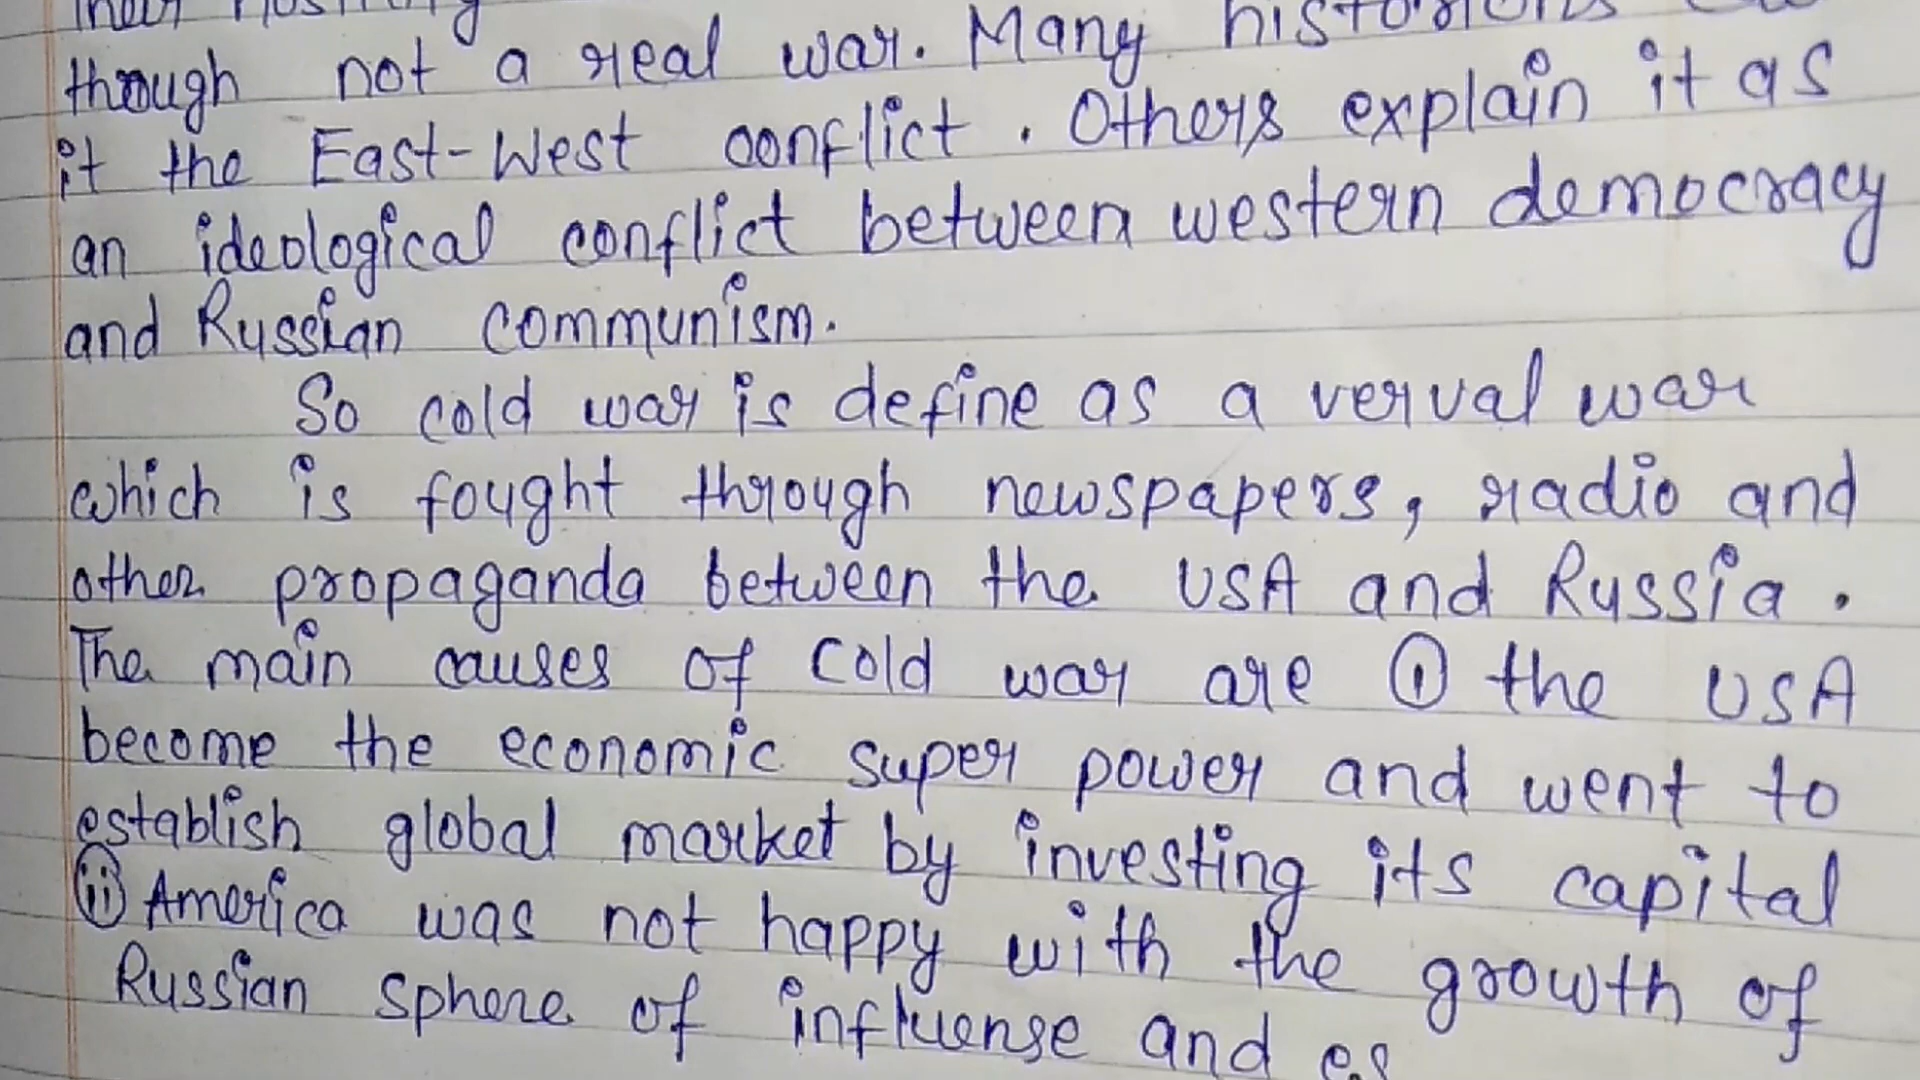 though not a real war. Many historians
it the East-West conflict. Others explain it as
an ideological conflict between western democracy
and Russian communism.
So cold war is define as a verval war
which is fought through newspapers, radio and
other propaganda between the USA and Russia.
The main causes of cold war are (i) the USA
become the economic super power and went to
establish global market by investing its capital
(ii) America was not happy with the growth of
Russian sphere of influense and